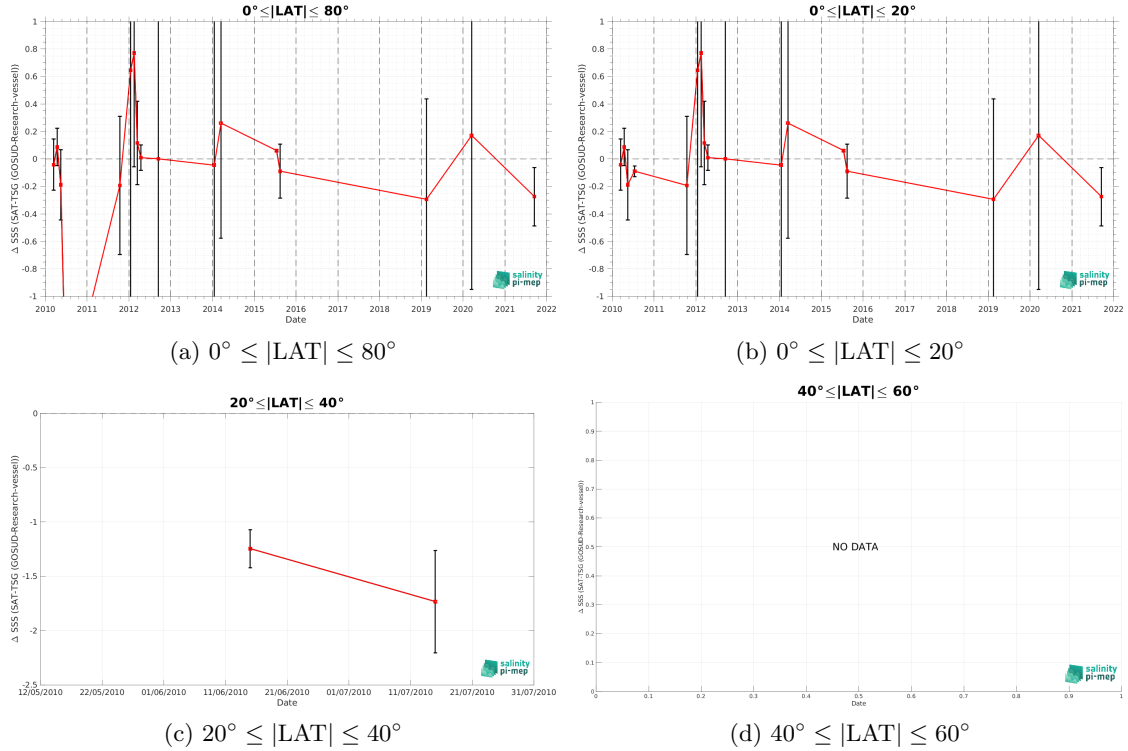 0°≤|LAT|≤ 80°
Δ SSS (SAT-TSG (GOSUD-Research-vessel))
1
0.8
0.6
0.4
0.2
0
-0.2
-0.4
-0.6
-0.8
-1
2010 2011 2012 2013 2014 2015 2016 2017 2018 2019 2020 2021 2022
Date
salinity
pi-mep
(a) 0° ≤ |LAT| ≤ 80°
0°≤|LAT|≤ 20°
Δ SSS (SAT-TSG (GOSUD-Research-vessel))
1
0.8
0.6
0.4
0.2
0
-0.2
-0.4
-0.6
-0.8
-1
2010 2011 2012 2013 2014 2015 2016 2017 2018 2019 2020 2021 2022
Date
salinity
pi-mep
(b) 0° ≤ |LAT| ≤ 20°
20°≤|LAT|≤ 40°
Δ SSS (SAT-TSG (GOSUD-Research-vessel))
0
-0.5
-1
-1.5
-2
-2.5
12/05/2010 22/05/2010 01/06/2010 11/06/2010 21/06/2010 01/07/2010 11/07/2010 21/07/2010 31/07/2010
Date
salinity
pi-mep
(c) 20° ≤ |LAT| ≤ 40°
40°≤|LAT|≤ 60°
Δ SSS (SAT-TSG (GOSUD-Research-vessel))
1
0.9
0.8
0.7
0.6
0.5
0.4
0.3
0.2
0.1
0
NO DATA
0 0.1 0.2 0.3 0.4 0.5 0.6 0.7 0.8 0.9 1
Date
salinity
pi-mep
(d) 40° ≤ |LAT| ≤ 60°